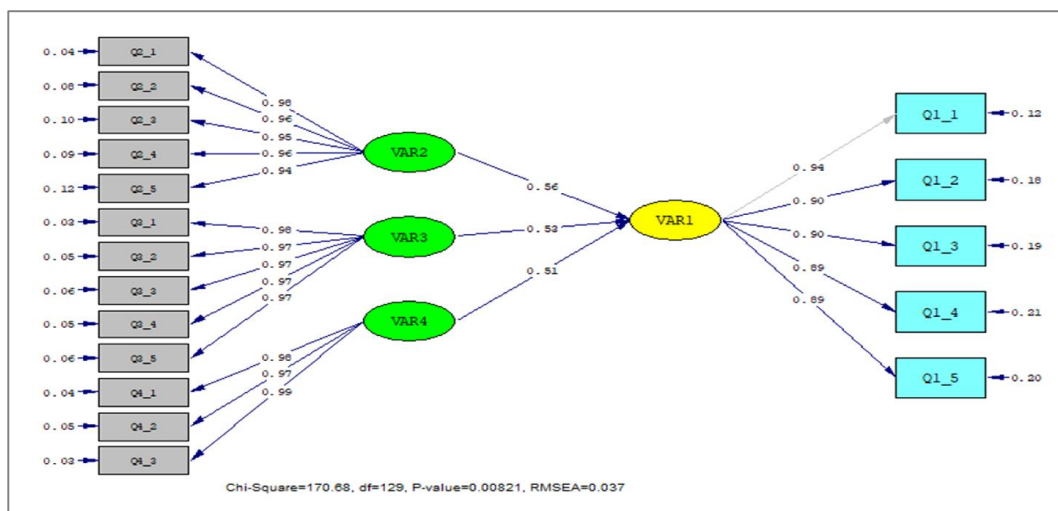 0.04 Q2_1
0.08 Q2_2
0.10 Q2_3
0.09 Q2_4
0.12 Q2_5
0.03 Q3_1
0.05 Q3_2
0.06 Q3_3
0.05 Q3_4
0.06 Q3_5
0.04 Q4_1
0.05 Q4_2
0.03 Q4_3
0.98
0.96
0.95
0.96
0.94
0.98
0.97
0.97
0.97
0.97
0.98
0.97
0.99
VAR2
VAR3
VAR4
0.56
0.53
0.51
VAR1
0.94
0.90
0.90
0.89
0.89
Q1_1 0.12
Q1_2 0.18
Q1_3 0.19
Q1_4 0.21
Q1_5 0.20
Chi-Square=170.68, df=129, P-value=0.00821, RMSEA=0.037